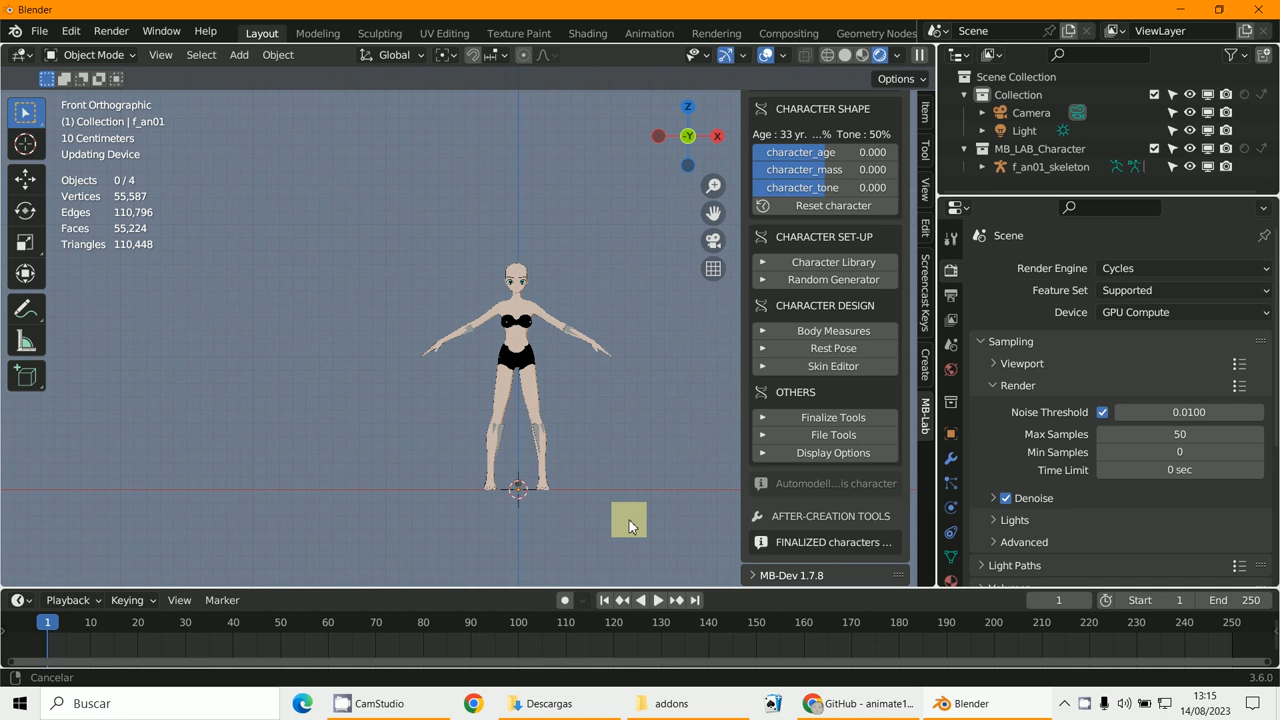 Blender
File Edit Render Window Help
Layout Modeling Sculpting UV Editing Texture Paint Shading Animation Rendering Compositing Geometry Nodes
Scene
ViewLayer
Object Mode View Select Add Object
Global
Options
Front Orthographic
(1) Collection | f_an01
10 Centimeters
Updating Device
Objects 0/4
Vertices 55,587
Edges 110,796
Faces 55,224
Triangles 110,448
Z
-Y
X
CHARACTER SHAPE
Age : 33 yr. ...% Tone : 50%
character_age 0.000
character_mass 0.000
character_tone 0.000
Reset character
CHARACTER SET-UP
Character Library
Random Generator
CHARACTER DESIGN
Body Measures
Rest Pose
Skin Editor
OTHERS
Finalize Tools
File Tools
Display Options
Automodell...is character
AFTER-CREATION TOOLS
FINALIZED characters ...
MB-Dev 1.7.8
Item
Tool
View
Edit
Screencast Keys
Create
MB-Lab
Scene Collection
Collection
Camera
Light
MB_LAB_Character
f_an01_skeleton
Scene
Render Engine Cycles
Feature Set Supported
Device GPU Compute
Sampling
Viewport
Render
Noise Threshold 0.0100
Max Samples 50
Min Samples 0
Time Limit 0 sec
Denoise
Lights
Advanced
Light Paths
Playback Keying View Marker
1 Start 1 End 250
1 10 20 30 40 50 60 70 80 90 100 110 120 130 140 150 160 170 180 190 200 210 220 230 240 250
Cancelar
3.6.0
Buscar
CamStudio
Descargas
addons
GitHub - animate1...
Blender
13:15
14/08/2023